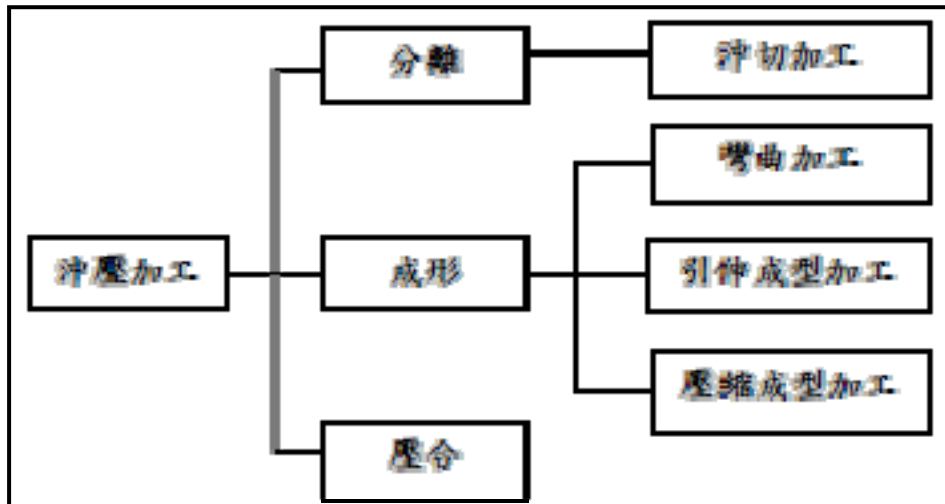 分離
沖切加工
彎曲加工
沖壓加工
成形
引伸成型加工
壓縮成型加工
壓合